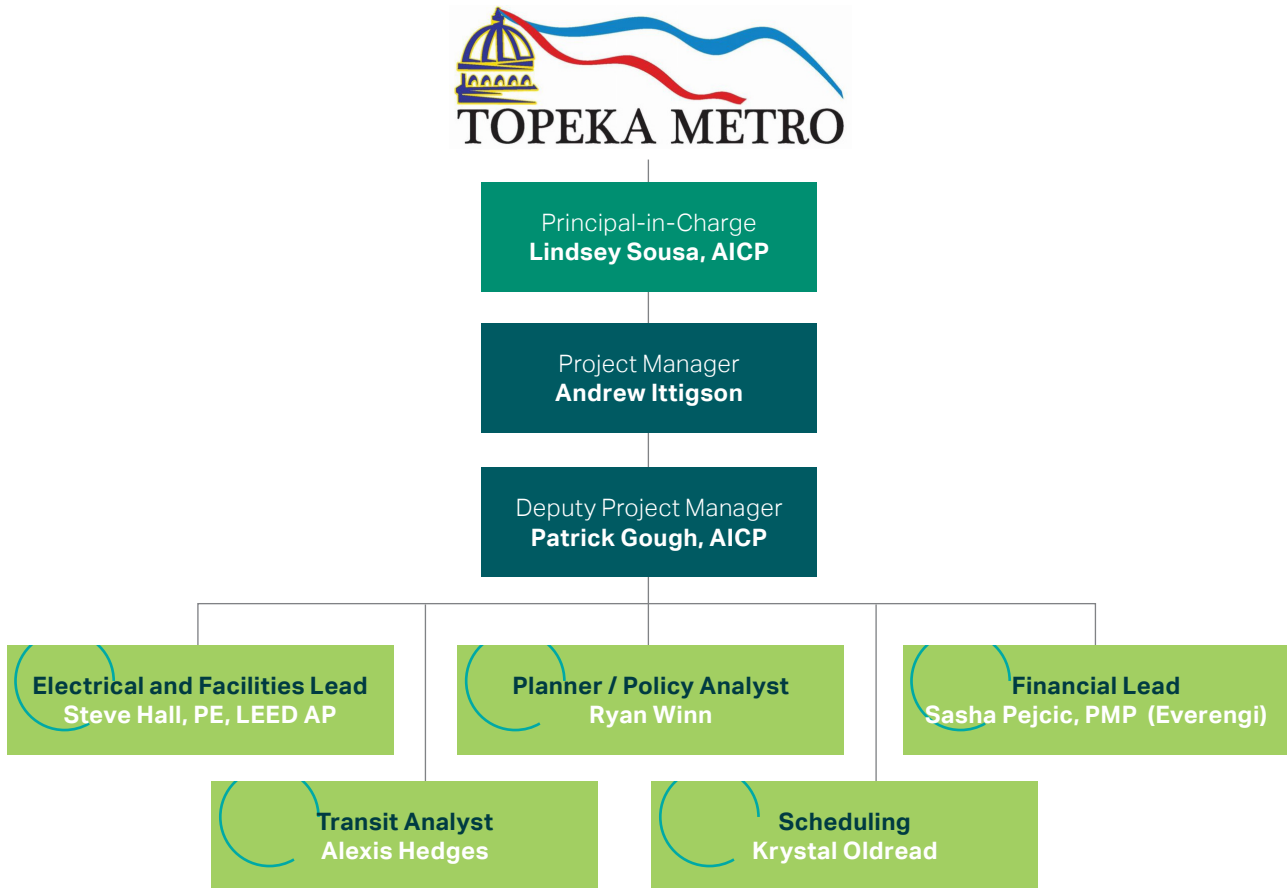 TOPEKA METRO
Principal-in-Charge
Lindsey Sousa, AICP
Project Manager
Andrew Ittigson
Deputy Project Manager
Patrick Gough, AICP
Electrical and Facilities Lead
Steve Hall, PE, LEED AP
Planner / Policy Analyst
Ryan Winn
Financial Lead
Sasha Pejcic, PMP (Everengi)
Transit Analyst
Alexis Hedges
Scheduling
Krystal Oldread